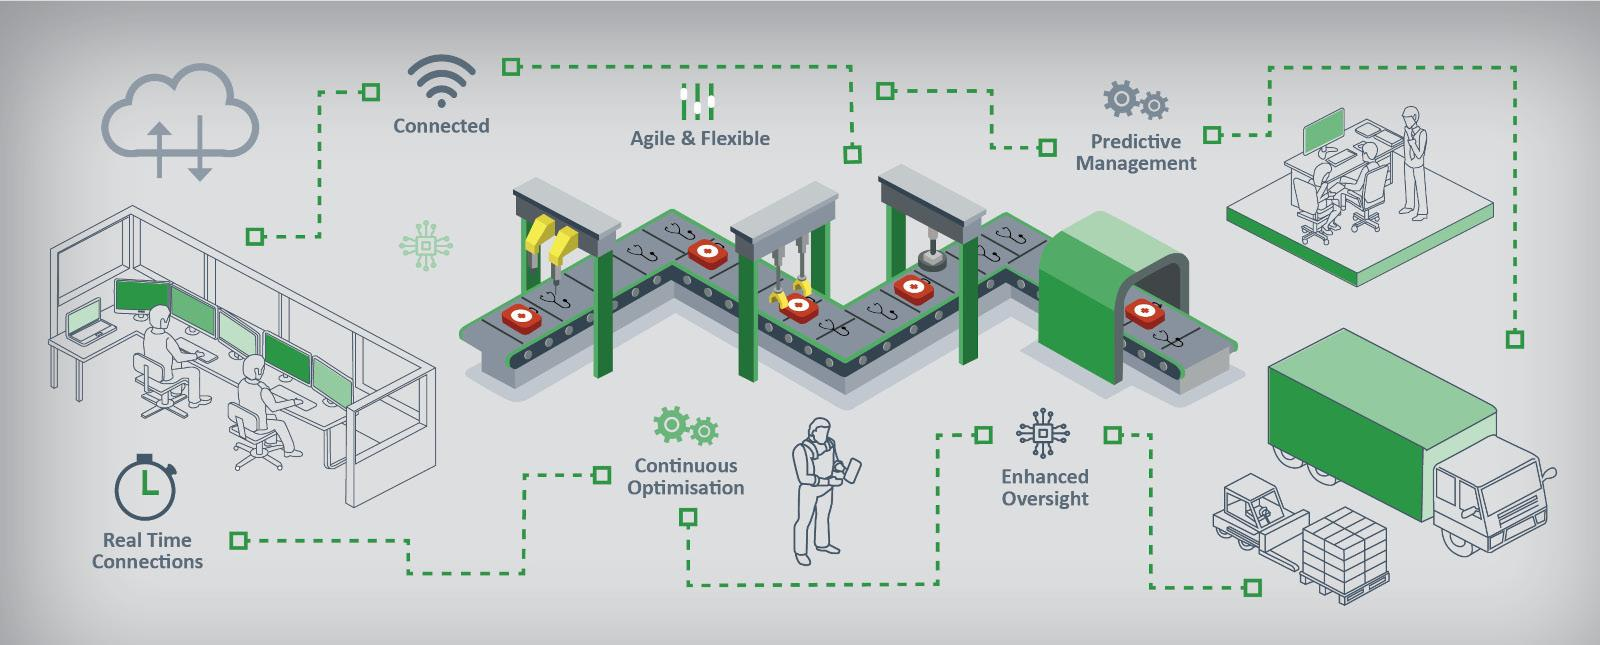 Connected
Agile & Flexible
Predictive
Management
Real Time
Connections
Continuous
Optimisation
Enhanced
Oversight